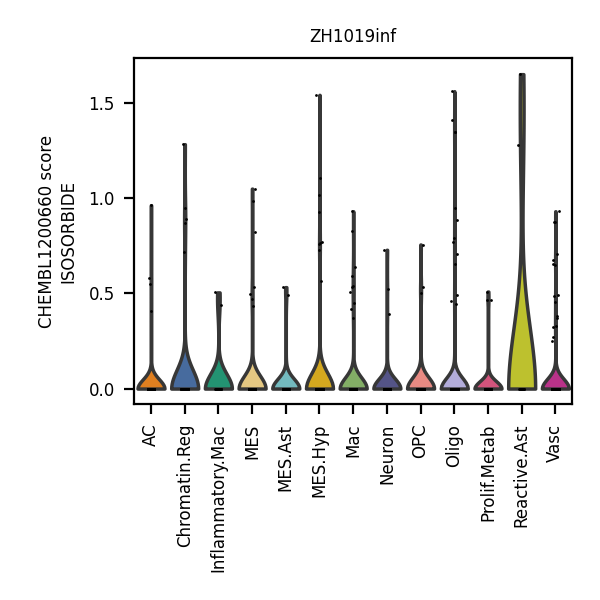 ZH1019inf
CHEMBL1200660 score
ISOSORBIDE
1.5
1.0
0.5
0.0
AC
Chromatin.Reg
Inflammatory.Mac
MES
MES.Ast
MES.Hyp
Mac
Neuron
OPC
Oligo
Prolif.Metab
Reactive.Ast
Vasc